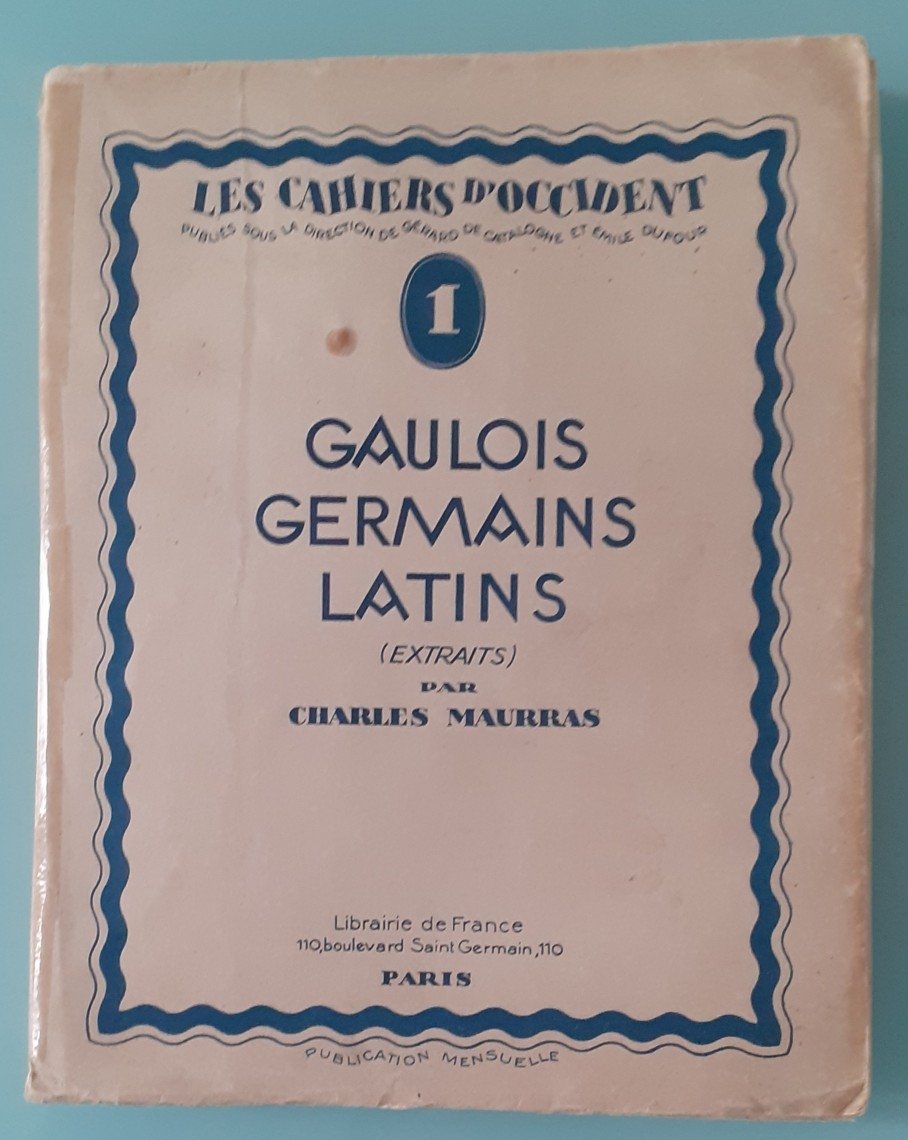 LES CAHIERS D'OCCIDENT
PUBLIÉS SOUS LA DIRECTION DE GÉRARD DE CATALOGNE ET EMILE DUFOUR
1
GAULOIS
GERMAINS
LATINS
(EXTRAITS)
PAR
CHARLES MAURRAS
Librairie de France
110, boulevard Saint Germain, 110
PARIS
PUBLICATION MENSUELLE